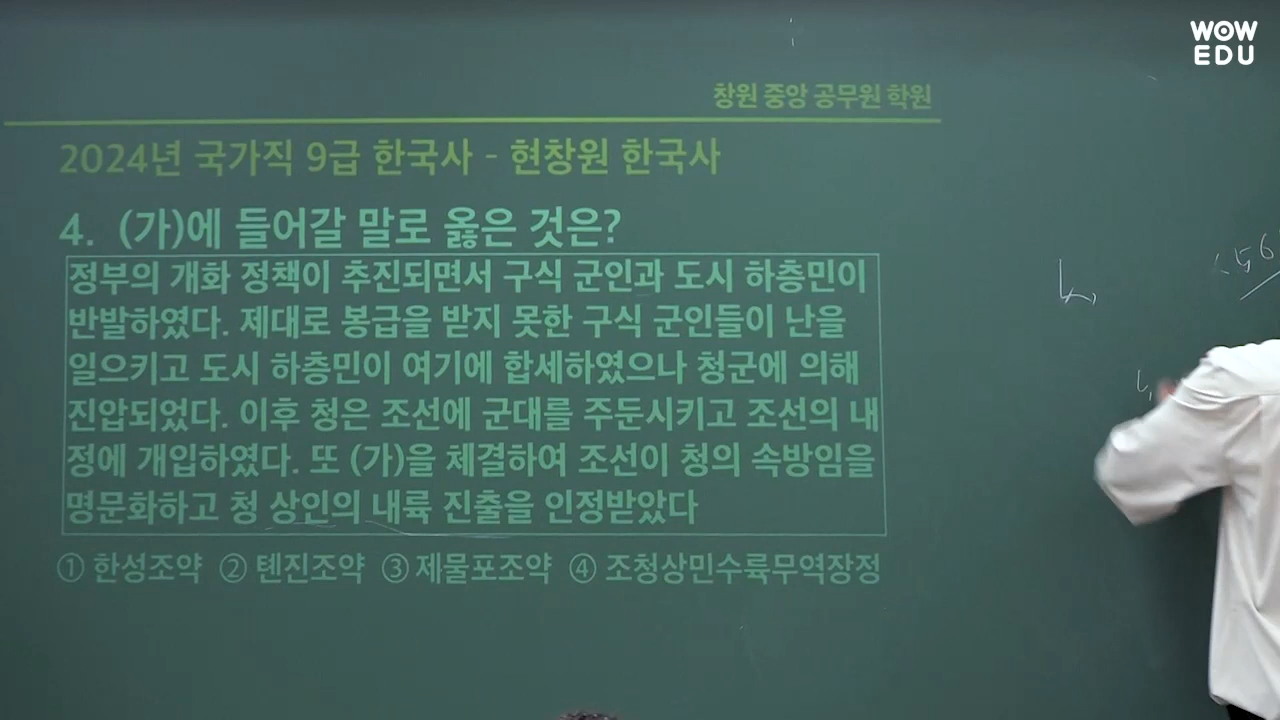 WOW
EDU
창원 중앙 공무원 학원
2024년 국가직 9급 한국사 - 현창원 한국사
4. (가)에 들어갈 말로 옳은 것은?
정부의 개화 정책이 추진되면서 구식 군인과 도시 하층민이
반발하였다. 제대로 봉급을 받지 못한 구식 군인들이 난을
일으키고 도시 하층민이 여기에 합세하였으나 청군에 의해
진압되었다. 이후 청은 조선에 군대를 주둔시키고 조선의 내
정에 개입하였다. 또 (가)을 체결하여 조선이 청의 속방임을
명문화하고 청 상인의 내륙 진출을 인정받았다
① 한성조약 ② 톈진조약 ③ 제물포조약 ④ 조청상민수륙무역장정